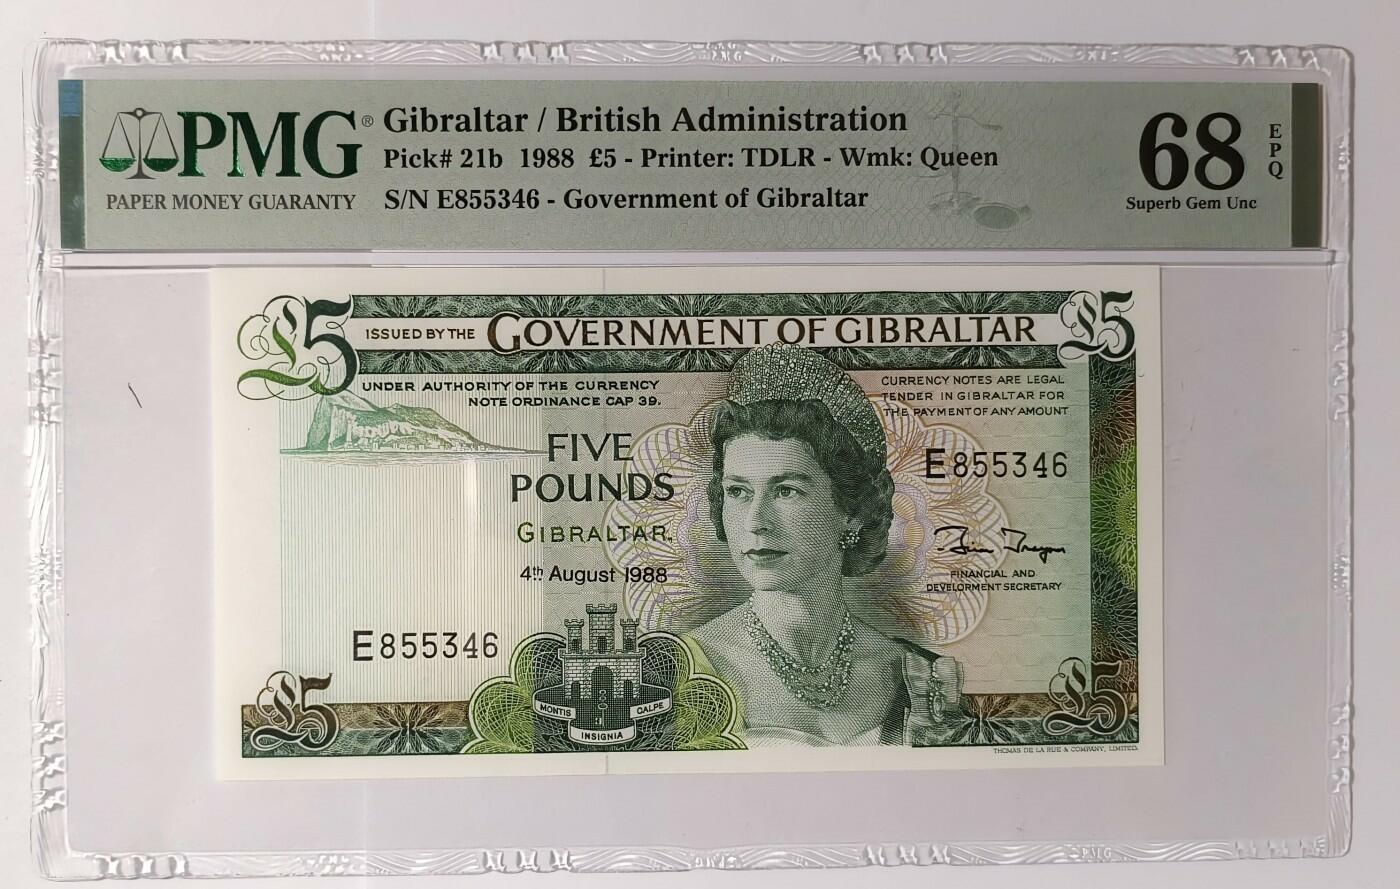 PMG®
PAPER MONEY GUARANTY
Gibraltar / British Administration
Pick# 21b 1988 £5 - Printer: TDLR - Wmk: Queen
S/N E855346 - Government of Gibraltar
68
EPQ
Superb Gem Unc
£5
ISSUED BY THE GOVERNMENT OF GIBRALTAR
£5
UNDER AUTHORITY OF THE CURRENCY
NOTE ORDINANCE CAP 39.
CURRENCY NOTES ARE LEGAL
TENDER IN GIBRALTAR FOR
THE PAYMENT OF ANY AMOUNT
FIVE
POUNDS
GIBRALTAR.
4th August 1988
E855346
FINANCIAL AND
DEVELOPMENT SECRETARY
E855346
MONTIS
CALPE
INSIGNIA
£5
£5
THOMAS DE LA RUE & COMPANY, LIMITED.
PMG